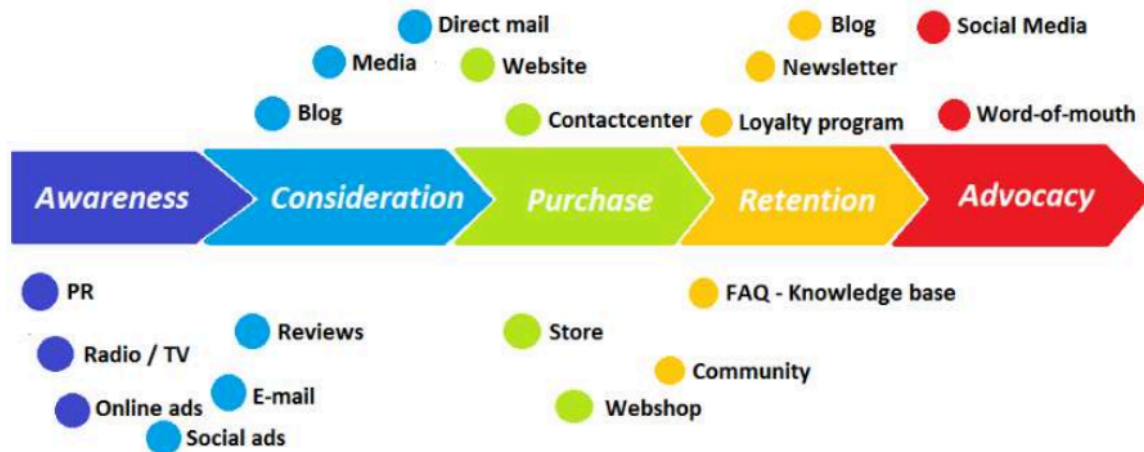 Direct mail
Blog
Social Media
Media
Website
Newsletter
Blog
Contactcenter
Loyalty program
Word-of-mouth
Awareness
Consideration
Purchase
Retention
Advocacy
PR
FAQ - Knowledge base
Reviews
Store
Radio / TV
Community
E-mail
Online ads
Webshop
Social ads